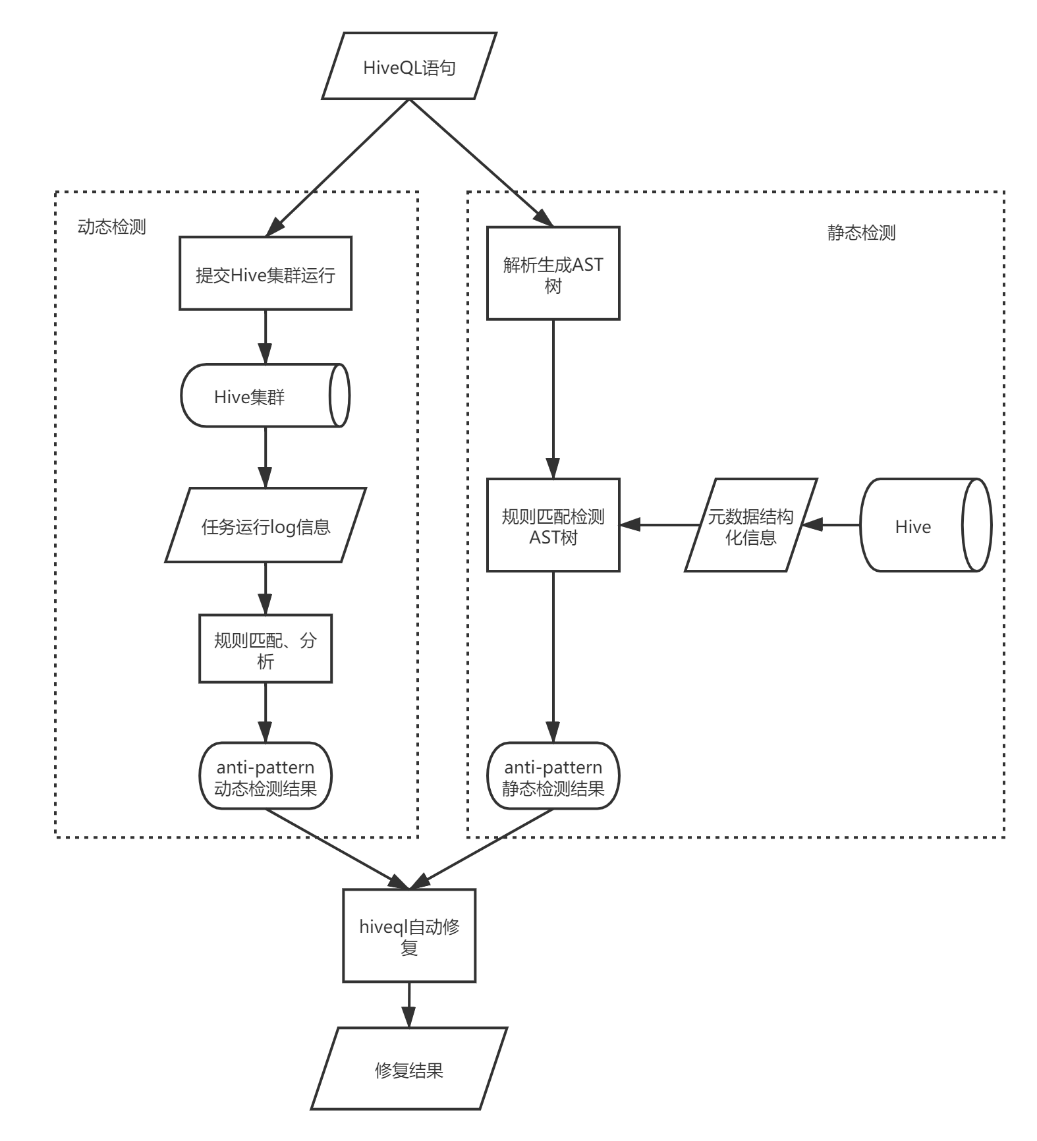 HiveQL语句
动态检测
提交Hive集群运行
Hive集群
任务运行log信息
规则匹配、分
析
anti-pattern
动态检测结果
静态检测
解析生成AST
树
规则匹配检测
AST树
元数据结构
化信息
Hive
anti-pattern
静态检测结果
hiveql自动修
复
修复结果